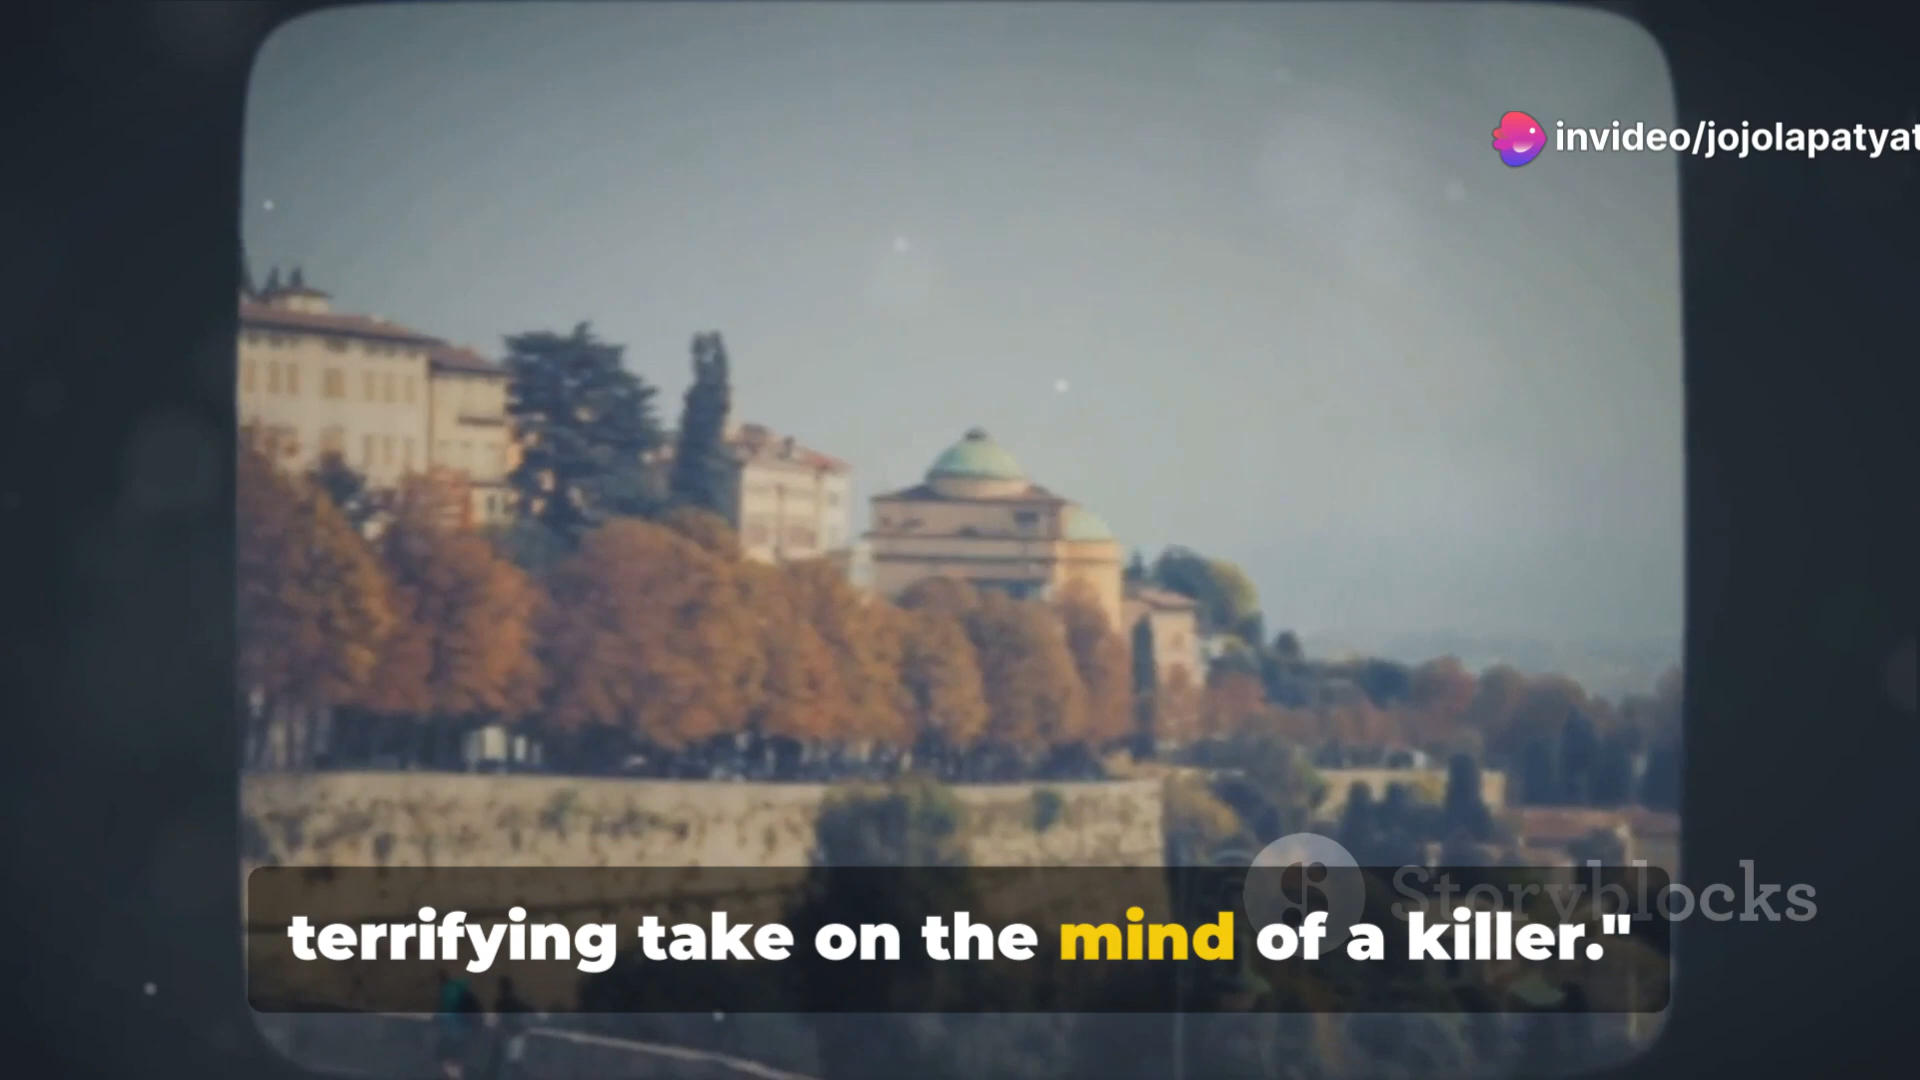 invideo/jojolapatyat
Storyblocks
terrifying take on the mind of a killer."